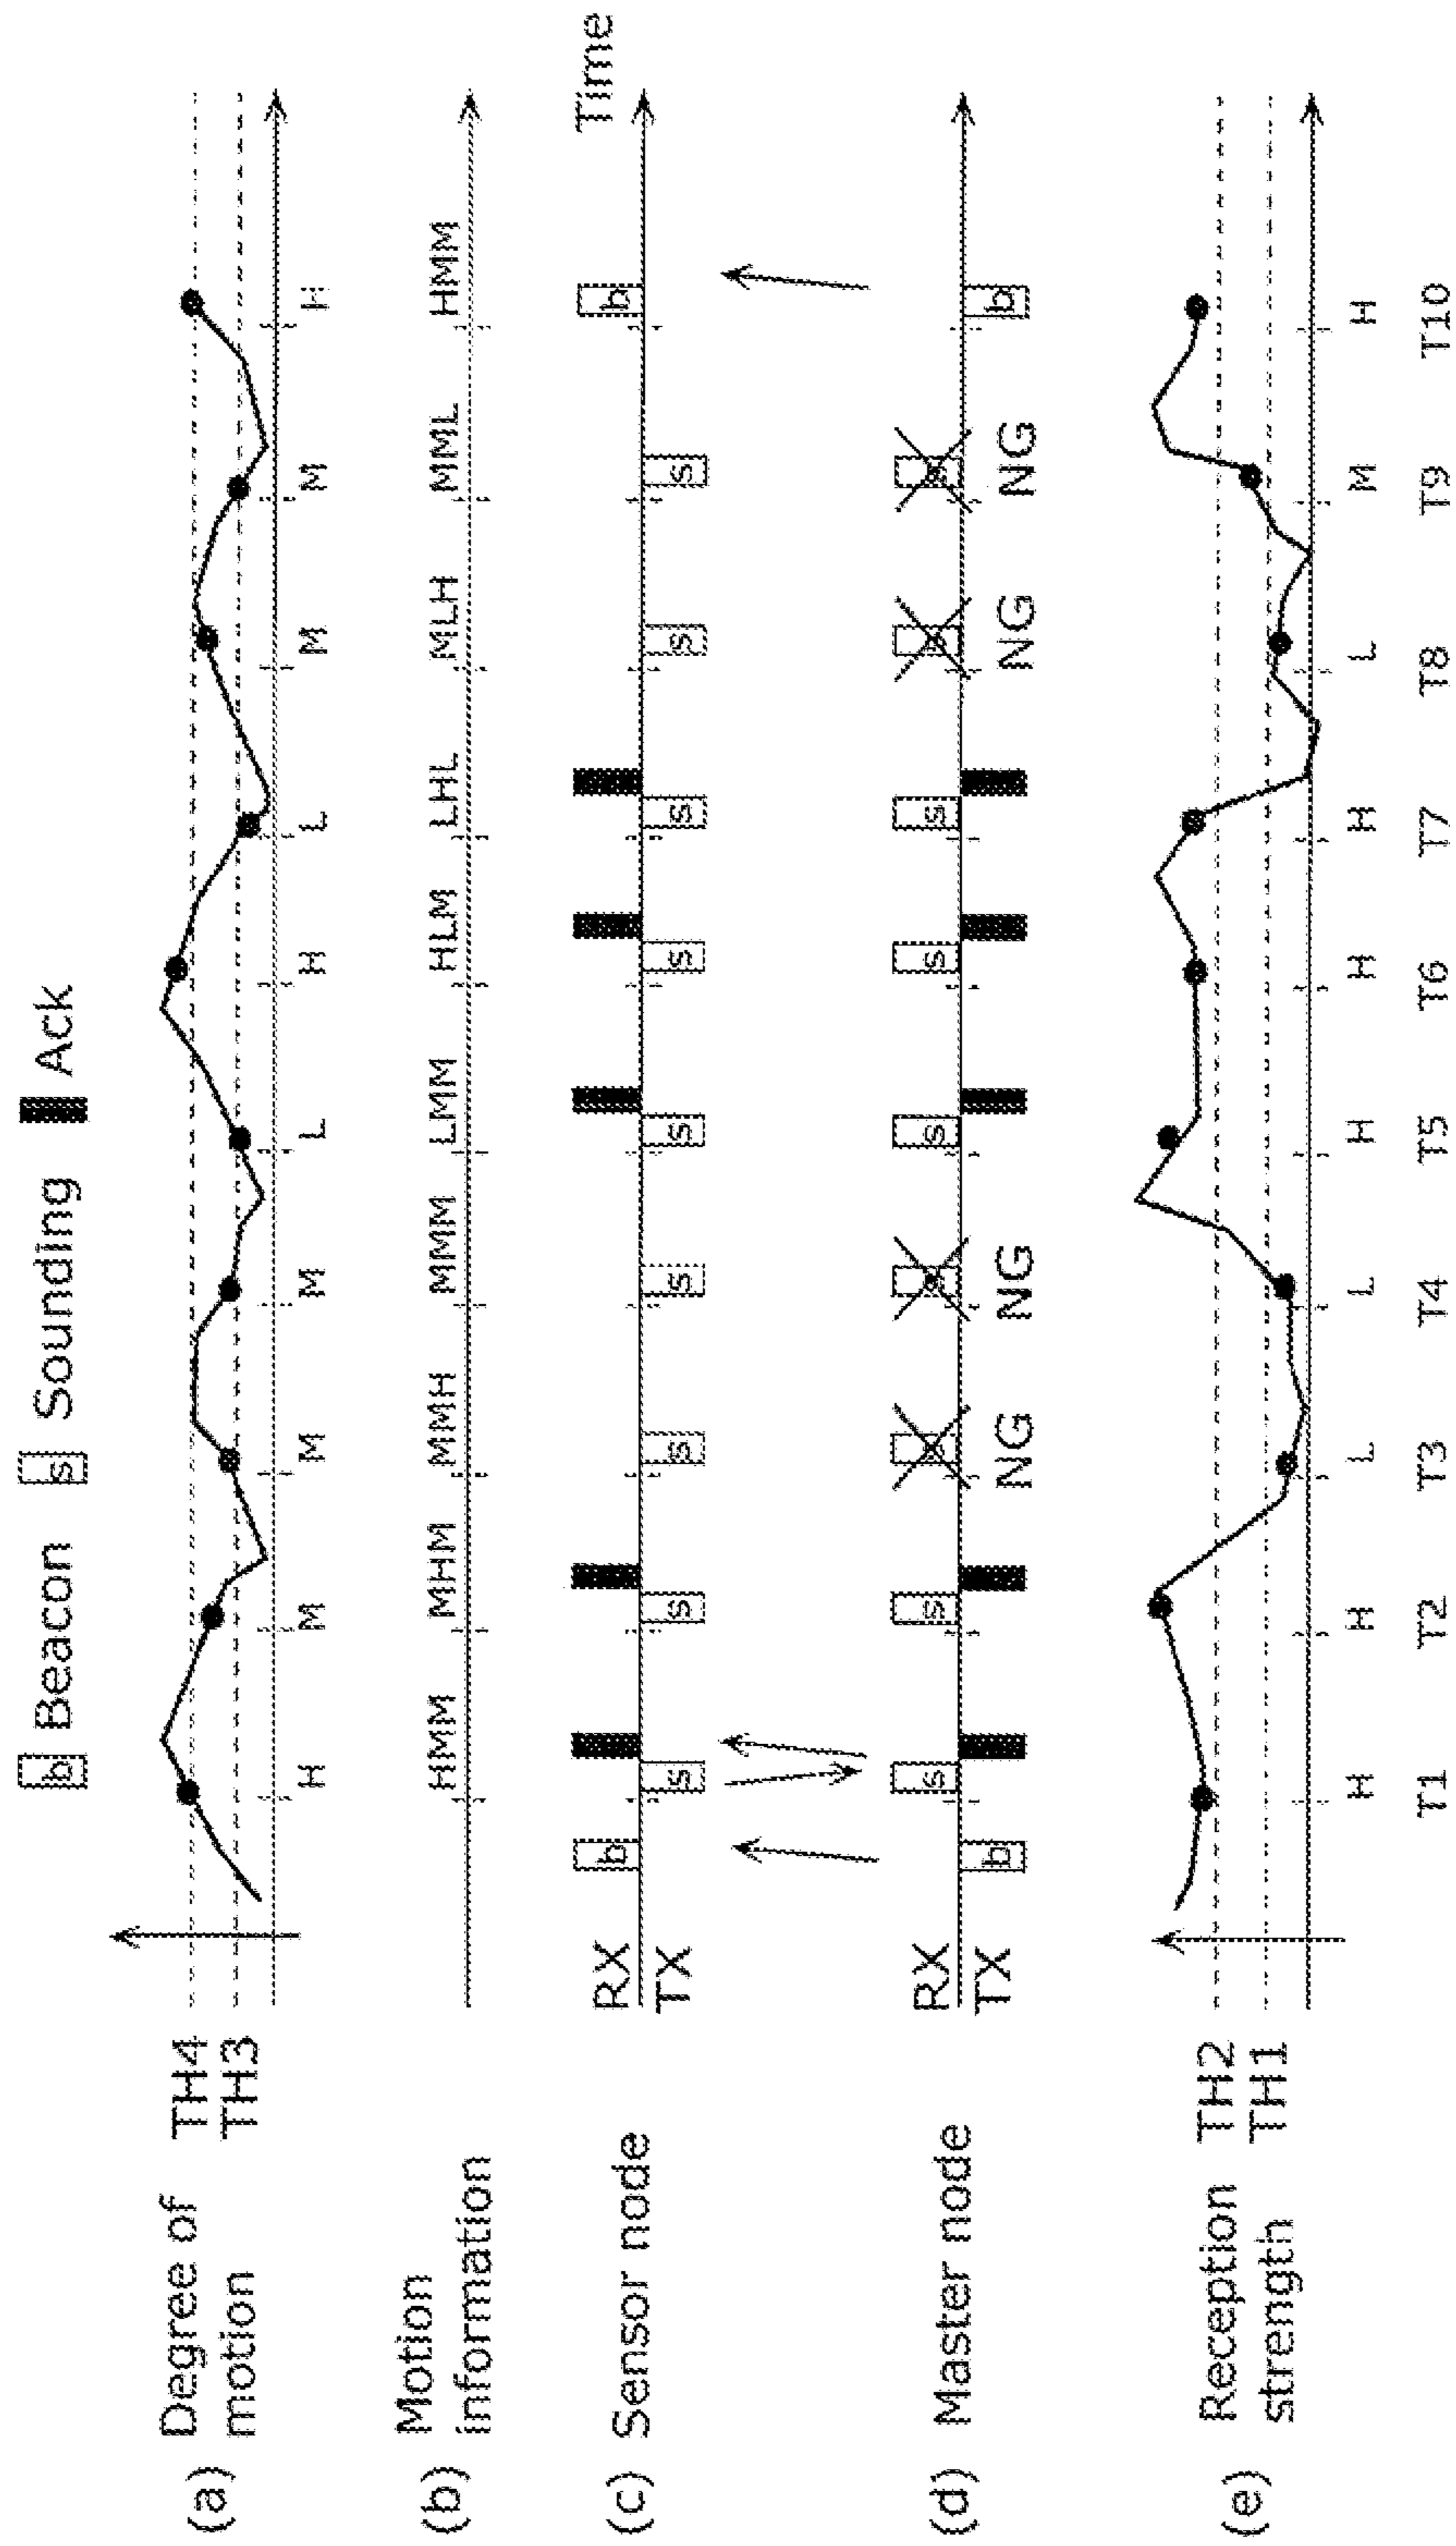 b Beacon s Sounding Ack
(a) Degree of motion
TH4
TH3
H M M M L H L M M H
(b) Motion information
HMM MHM MMH MMM LMM HLM LHL MLH MML HMM
Time
(c) Sensor node
RX
TX
b s s s s s s s s s b
(d) Master node
RX
TX
b s s s s s s s s s b
NG NG NG NG
(e) Reception strength
TH2
TH1
H H L L H H H L M H
T1 T2 T3 T4 T5 T6 T7 T8 T9 T10